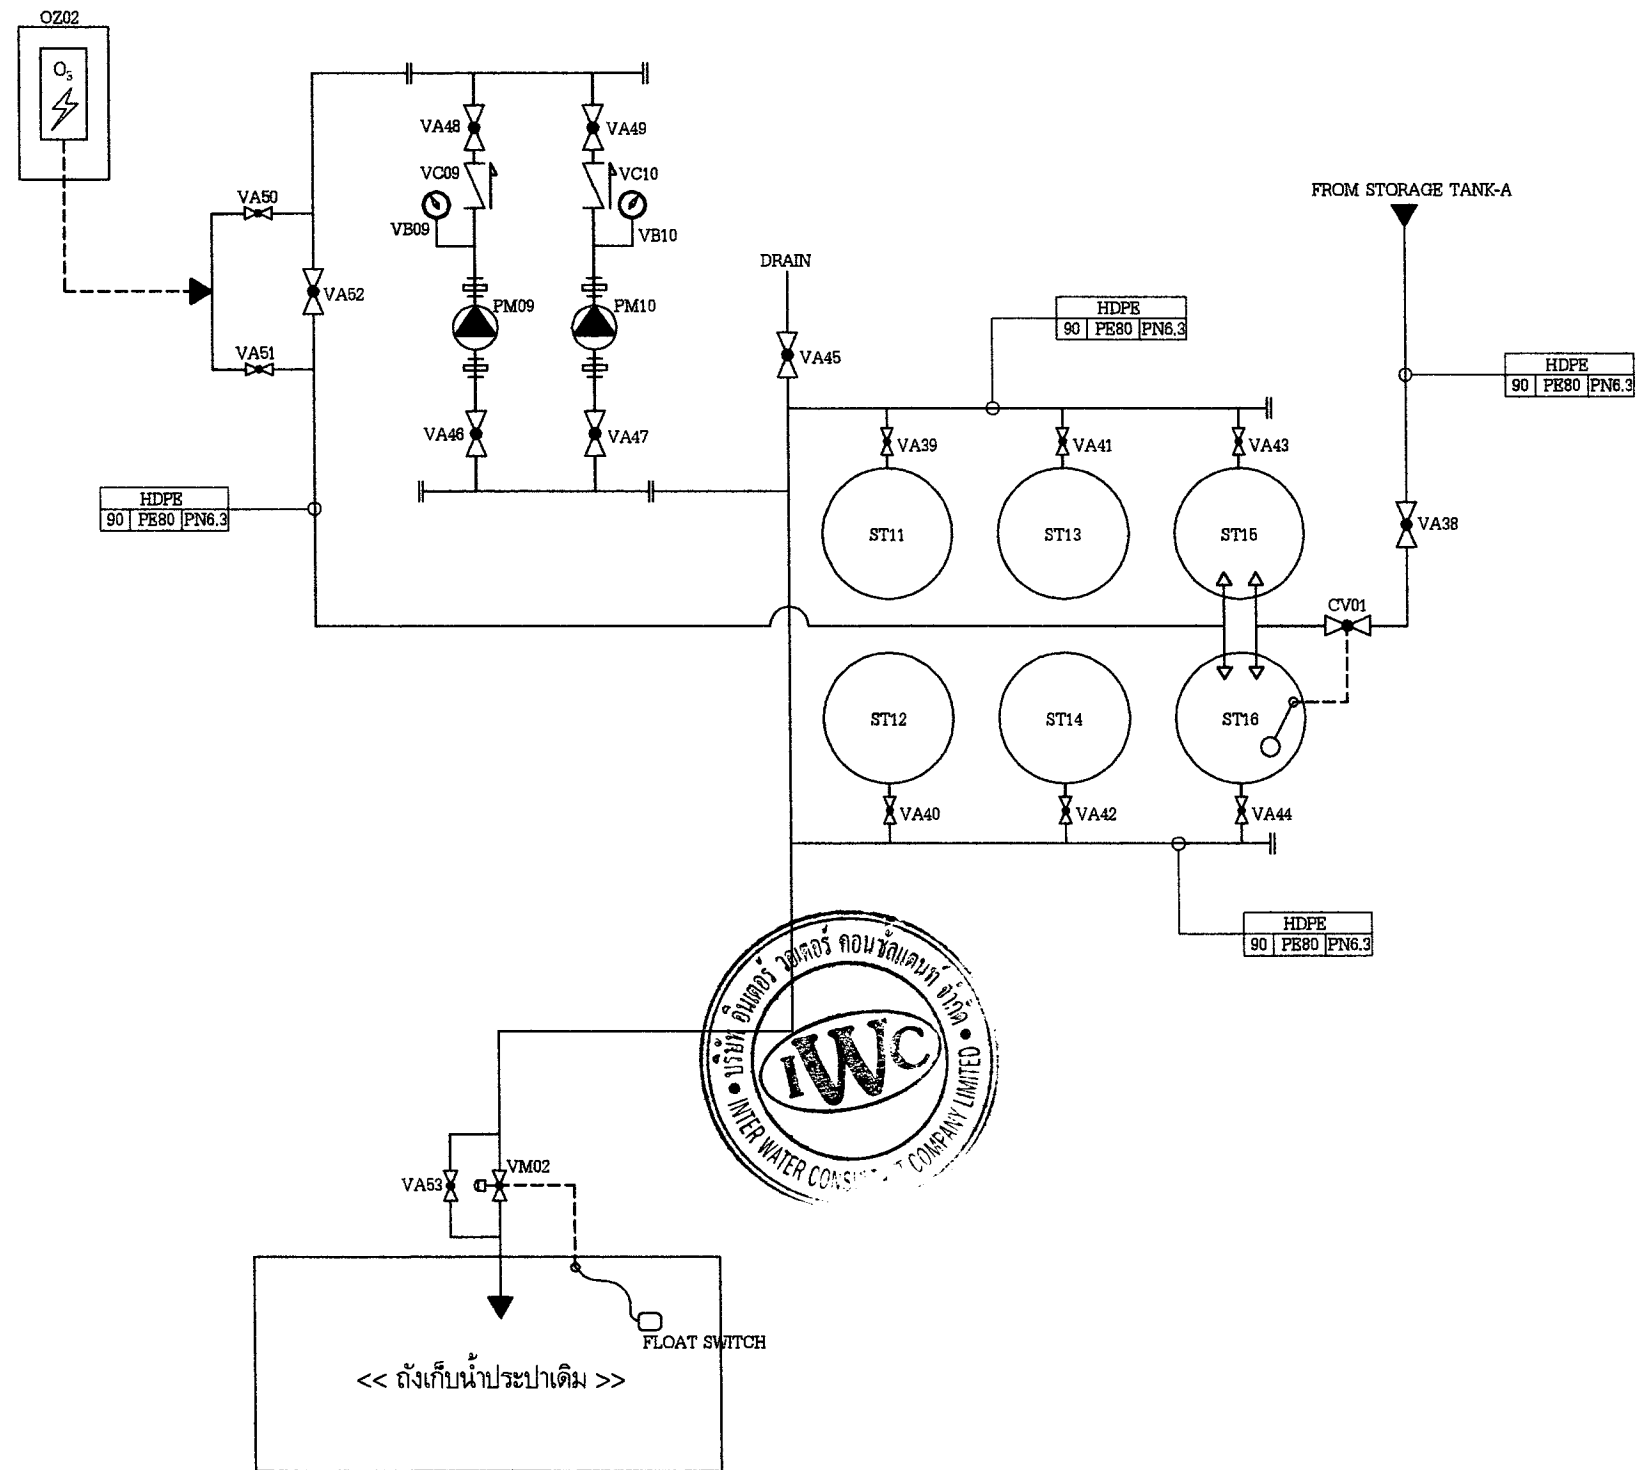 OZ02
O₃
VA48
VA49
VC09
VC10
VB09
VB10
VA50
VA52
VA51
PM09
PM10
VA46
VA47
FROM STORAGE TANK-A
DRAIN
VA45
HDPE
90 PE80 PN6.3
HDPE
90 PE80 PN6.3
VA39
VA41
VA43
HDPE
90 PE80 PN6.3
ST11
ST13
ST15
VA38
CV01
ST12
ST14
ST16
VA40
VA42
VA44
HDPE
90 PE80 PN6.3
บริษัท อินเตอร์ วอเตอร์ คอนซัลแตนท์ จำกัด
IWC
INTER WATER COMPANY LIMITED
VM02
VA53
FLOAT SWITCH
<< ถังเก็บน้ำประปาเดิม >>